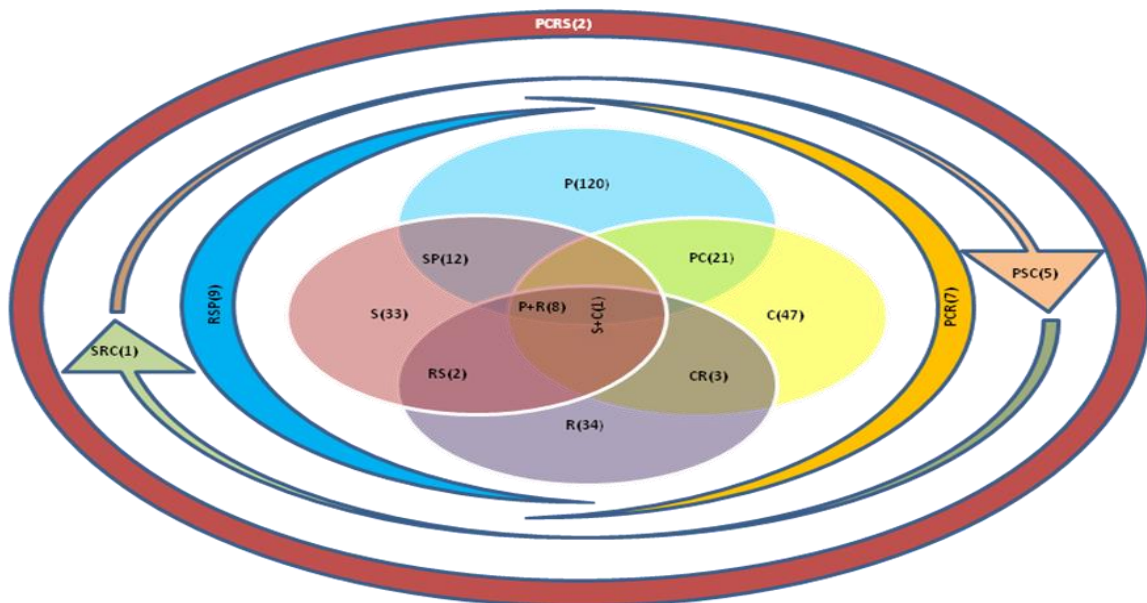 PCRS(2)
P(120)
SP(12)
PC(21)
PSC(5)
RSP(9)
S(33)
P+R(8)
S+C(1)
C(47)
PCR(7)
SRC(1)
RS(2)
CR(3)
R(34)